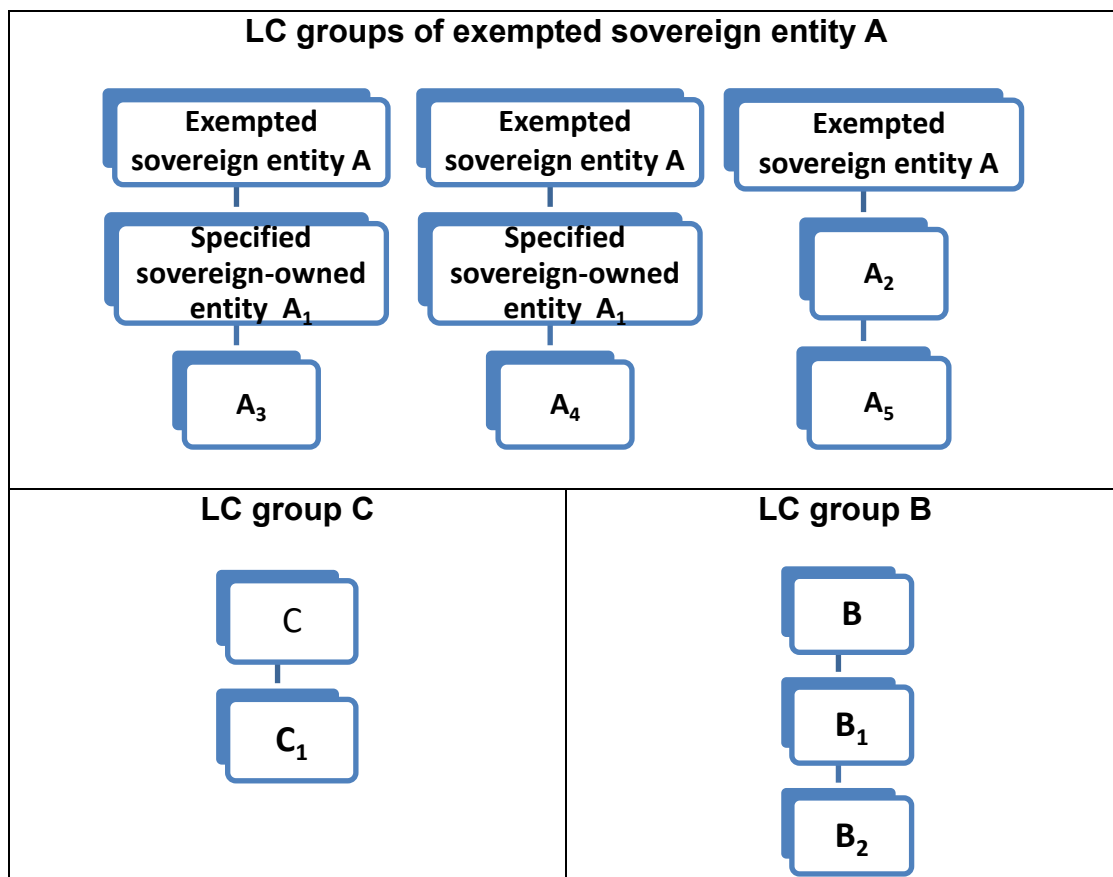 LC groups of exempted sovereign entity A
Exempted
sovereign entity A
Exempted
sovereign entity A
Exempted
sovereign entity A
Specified
sovereign-owned
entity A₁
Specified
sovereign-owned
entity A₁
A₂
A₃
A₄
A₅
LC group C
C
C₁
LC group B
B
B₁
B₂